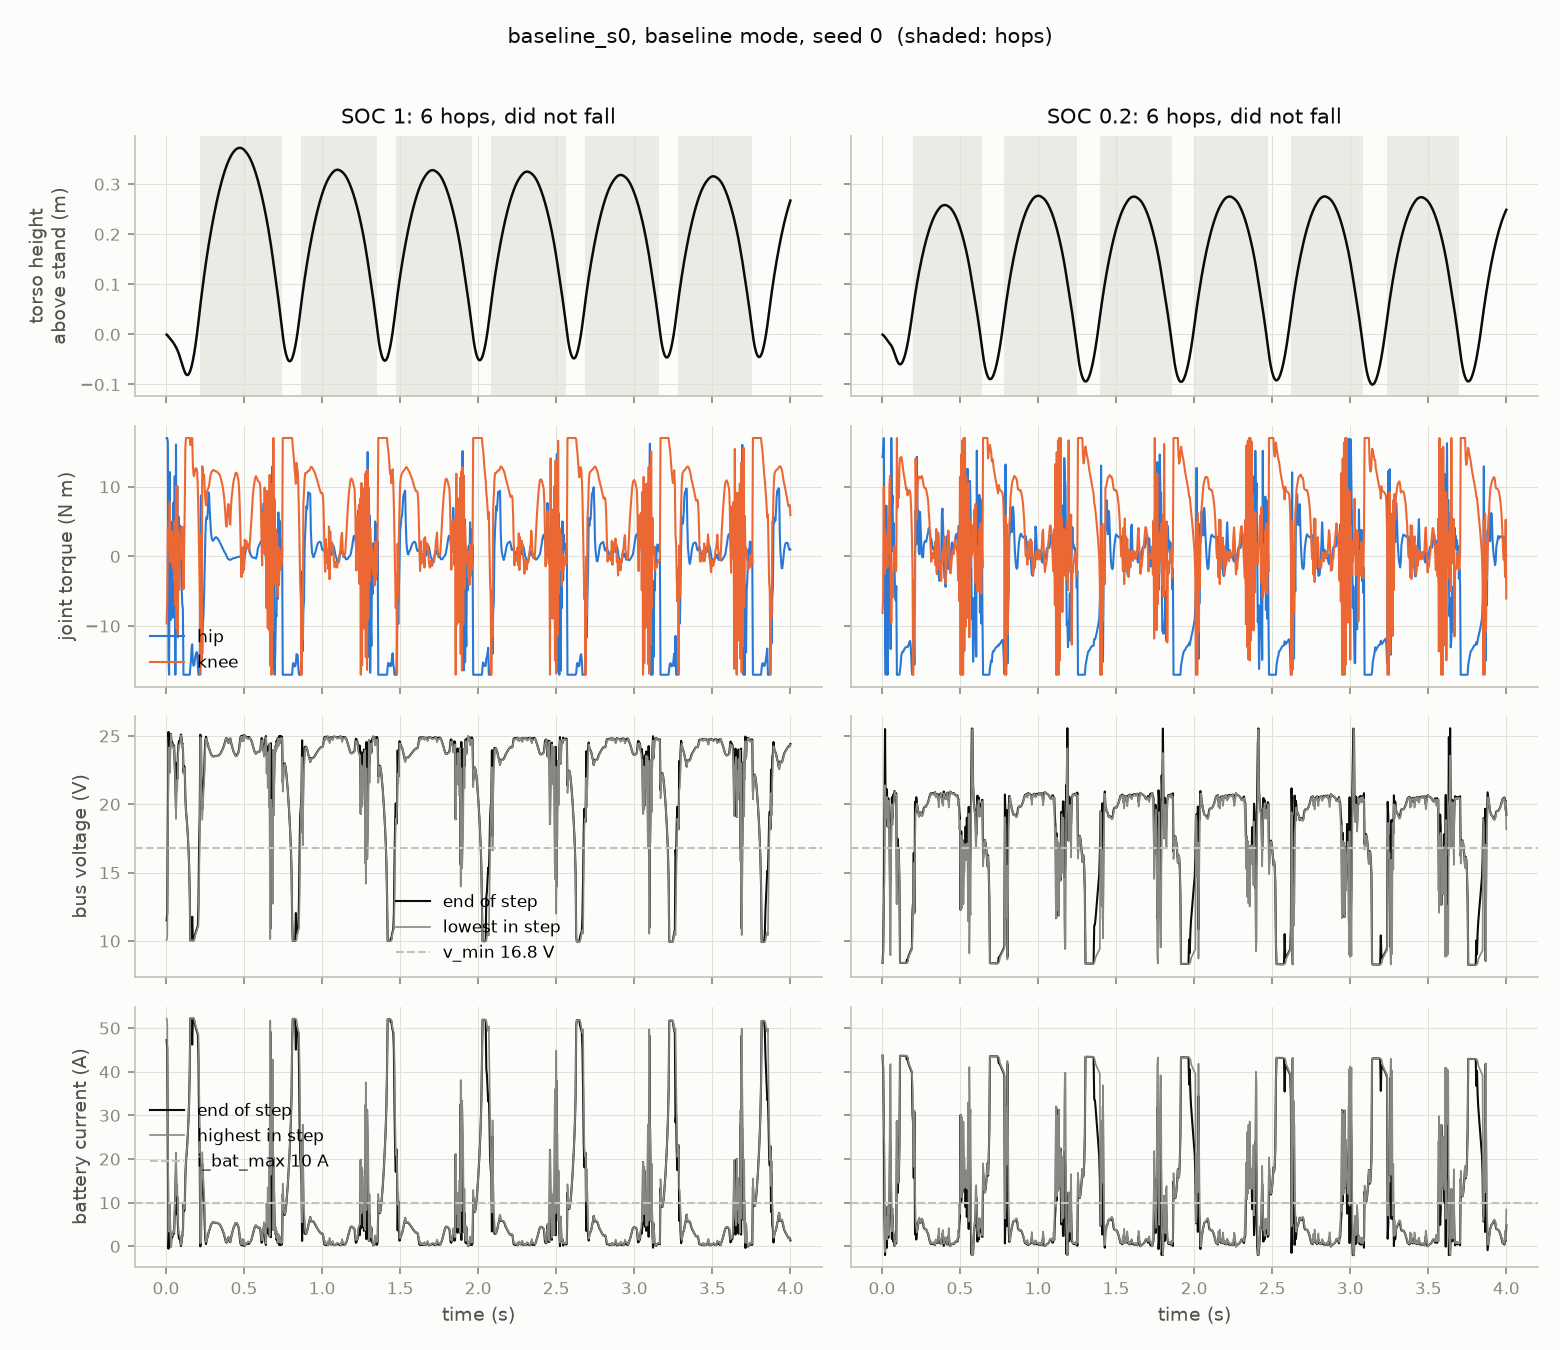 baseline_s0, baseline mode, seed 0  (shaded: hops)
SOC 1: 6 hops, did not fall
SOC 0.2: 6 hops, did not fall
torso height
above stand (m)
0.3
0.2
0.1
0.0
−0.1
joint torque (N m)
10
0
−10
hip
knee
bus voltage (V)
25
20
15
10
end of step
lowest in step
v_min 16.8 V
battery current (A)
50
40
30
20
10
0
end of step
highest in step
i_bat_max 10 A
0.0 0.5 1.0 1.5 2.0 2.5 3.0 3.5 4.0
time (s)
0.0 0.5 1.0 1.5 2.0 2.5 3.0 3.5 4.0
time (s)